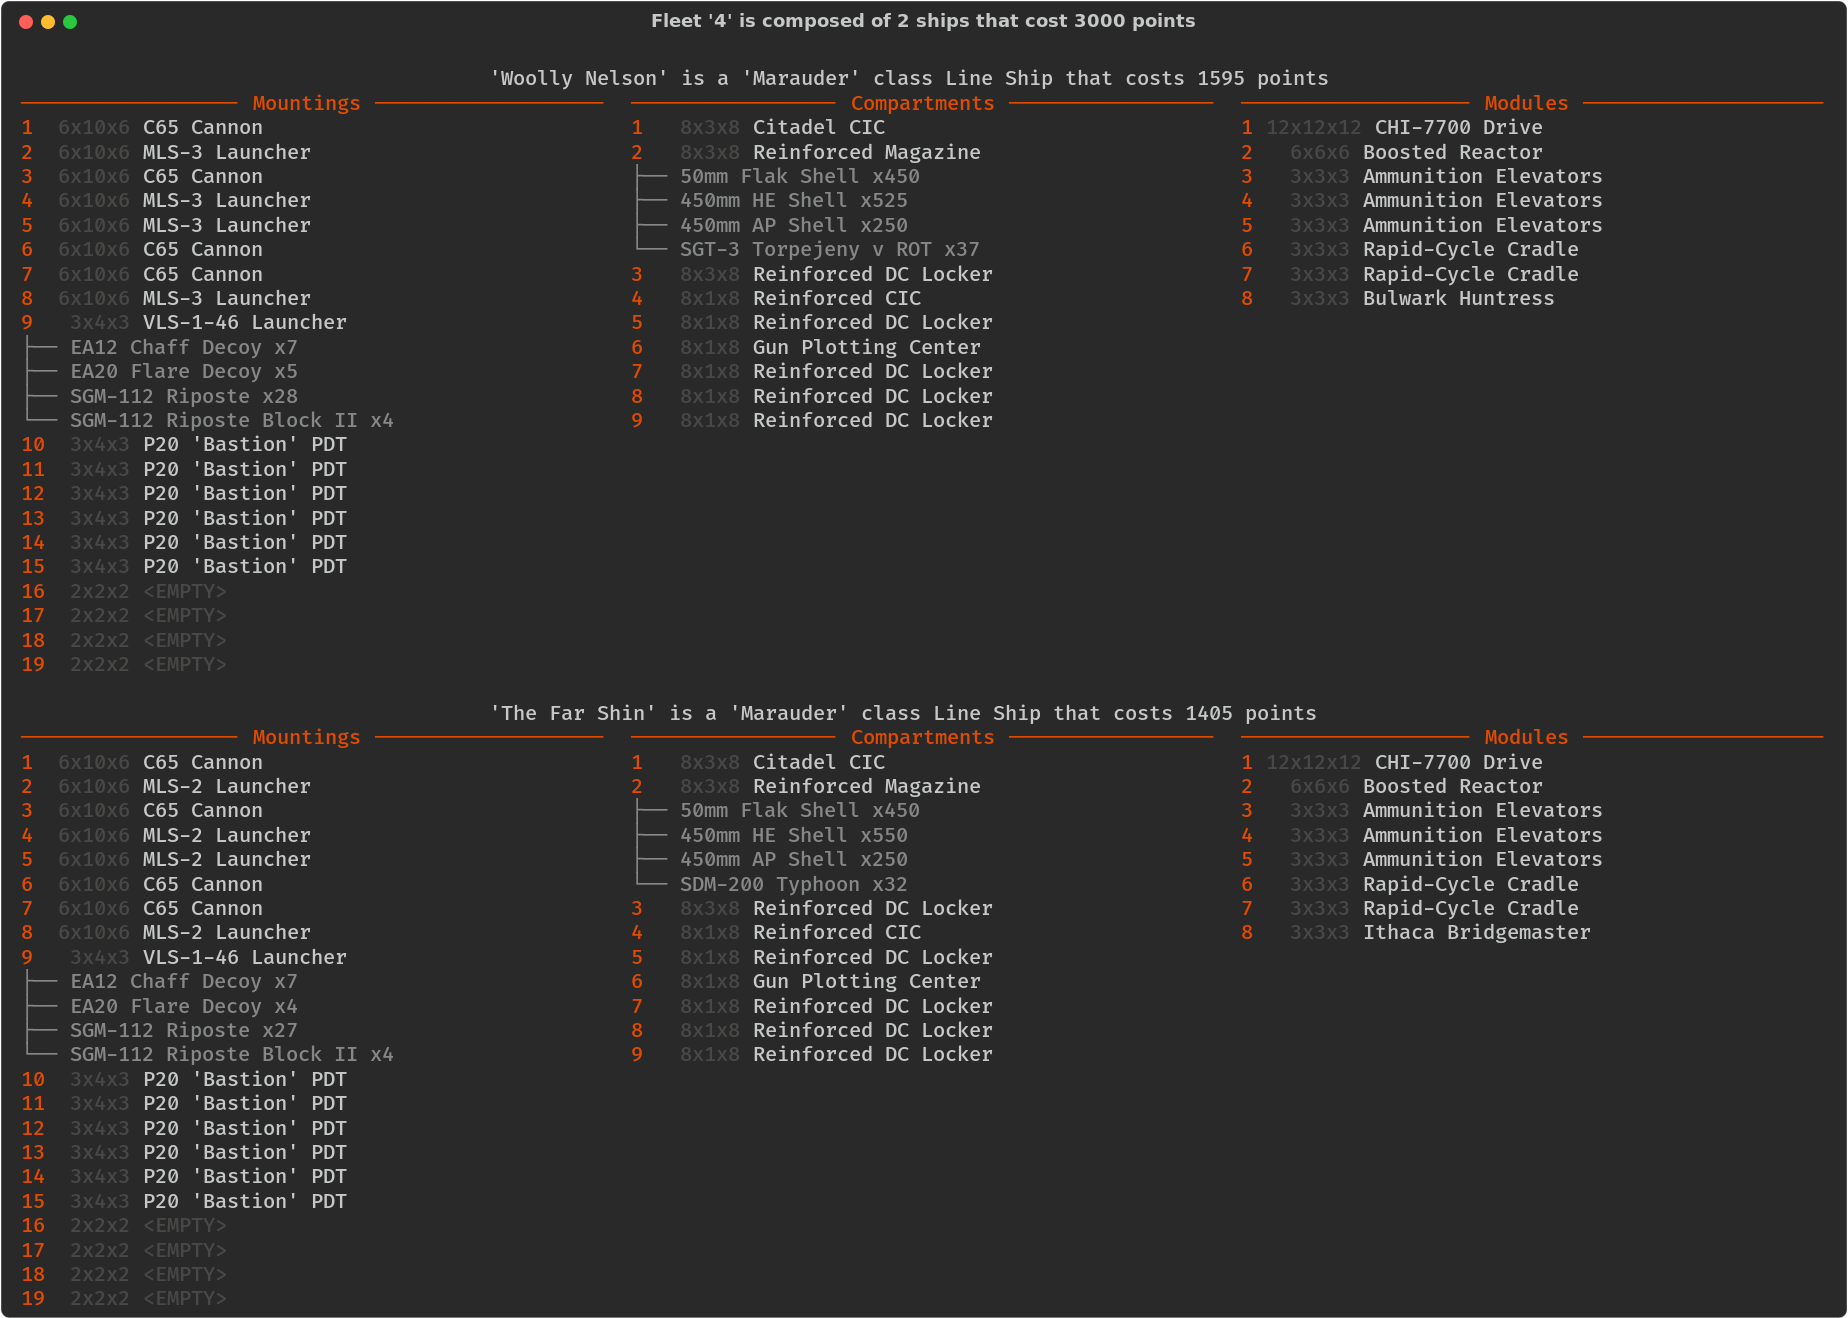 Fleet '4' is composed of 2 ships that cost 3000 points
'Woolly Nelson' is a 'Marauder' class Line Ship that costs 1595 points
Mountings Compartments Modules
1 6x10x6 C65 Cannon 1 8x3x8 Citadel CIC 1 12x12x12 CHI-7700 Drive
2 6x10x6 MLS-3 Launcher 2 8x3x8 Reinforced Magazine 2 6x6x6 Boosted Reactor
3 6x10x6 C65 Cannon ├── 50mm Flak Shell x450 3 3x3x3 Ammunition Elevators
4 6x10x6 MLS-3 Launcher ├── 450mm HE Shell x525 4 3x3x3 Ammunition Elevators
5 6x10x6 MLS-3 Launcher ├── 450mm AP Shell x250 5 3x3x3 Ammunition Elevators
6 6x10x6 C65 Cannon └── SGT-3 Torpejeny v ROT x37 6 3x3x3 Rapid-Cycle Cradle
7 6x10x6 C65 Cannon 3 8x3x8 Reinforced DC Locker 7 3x3x3 Rapid-Cycle Cradle
8 6x10x6 MLS-3 Launcher 4 8x1x8 Reinforced CIC 8 3x3x3 Bulwark Huntress
9 3x4x3 VLS-1-46 Launcher 5 8x1x8 Reinforced DC Locker
├── EA12 Chaff Decoy x7 6 8x1x8 Gun Plotting Center
├── EA20 Flare Decoy x5 7 8x1x8 Reinforced DC Locker
├── SGM-112 Riposte x28 8 8x1x8 Reinforced DC Locker
└── SGM-112 Riposte Block II x4 9 8x1x8 Reinforced DC Locker
10 3x4x3 P20 'Bastion' PDT
11 3x4x3 P20 'Bastion' PDT
12 3x4x3 P20 'Bastion' PDT
13 3x4x3 P20 'Bastion' PDT
14 3x4x3 P20 'Bastion' PDT
15 3x4x3 P20 'Bastion' PDT
16 2x2x2 <EMPTY>
17 2x2x2 <EMPTY>
18 2x2x2 <EMPTY>
19 2x2x2 <EMPTY>
'The Far Shin' is a 'Marauder' class Line Ship that costs 1405 points
Mountings Compartments Modules
1 6x10x6 C65 Cannon 1 8x3x8 Citadel CIC 1 12x12x12 CHI-7700 Drive
2 6x10x6 MLS-2 Launcher 2 8x3x8 Reinforced Magazine 2 6x6x6 Boosted Reactor
3 6x10x6 C65 Cannon ├── 50mm Flak Shell x450 3 3x3x3 Ammunition Elevators
4 6x10x6 MLS-2 Launcher ├── 450mm HE Shell x550 4 3x3x3 Ammunition Elevators
5 6x10x6 MLS-2 Launcher ├── 450mm AP Shell x250 5 3x3x3 Ammunition Elevators
6 6x10x6 C65 Cannon └── SDM-200 Typhoon x32 6 3x3x3 Rapid-Cycle Cradle
7 6x10x6 C65 Cannon 3 8x3x8 Reinforced DC Locker 7 3x3x3 Rapid-Cycle Cradle
8 6x10x6 MLS-2 Launcher 4 8x1x8 Reinforced CIC 8 3x3x3 Ithaca Bridgemaster
9 3x4x3 VLS-1-46 Launcher 5 8x1x8 Reinforced DC Locker
├── EA12 Chaff Decoy x7 6 8x1x8 Gun Plotting Center
├── EA20 Flare Decoy x4 7 8x1x8 Reinforced DC Locker
├── SGM-112 Riposte x27 8 8x1x8 Reinforced DC Locker
└── SGM-112 Riposte Block II x4 9 8x1x8 Reinforced DC Locker
10 3x4x3 P20 'Bastion' PDT
11 3x4x3 P20 'Bastion' PDT
12 3x4x3 P20 'Bastion' PDT
13 3x4x3 P20 'Bastion' PDT
14 3x4x3 P20 'Bastion' PDT
15 3x4x3 P20 'Bastion' PDT
16 2x2x2 <EMPTY>
17 2x2x2 <EMPTY>
18 2x2x2 <EMPTY>
19 2x2x2 <EMPTY>